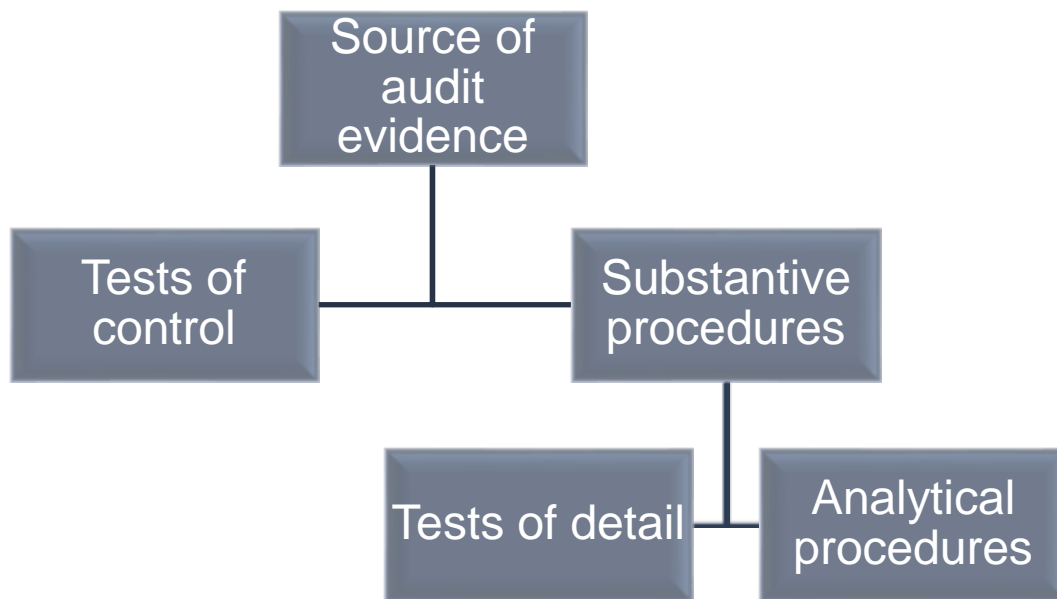 Source of
audit
evidence
Tests of
control
Substantive
procedures
Tests of detail
Analytical
procedures